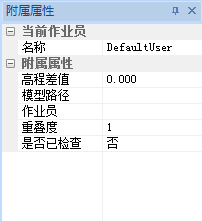 附属属性
当前作业员
名称 DefaultUser
附属属性
高程差值 0.000
模型路径
作业员
重叠度 1
是否已检查 否